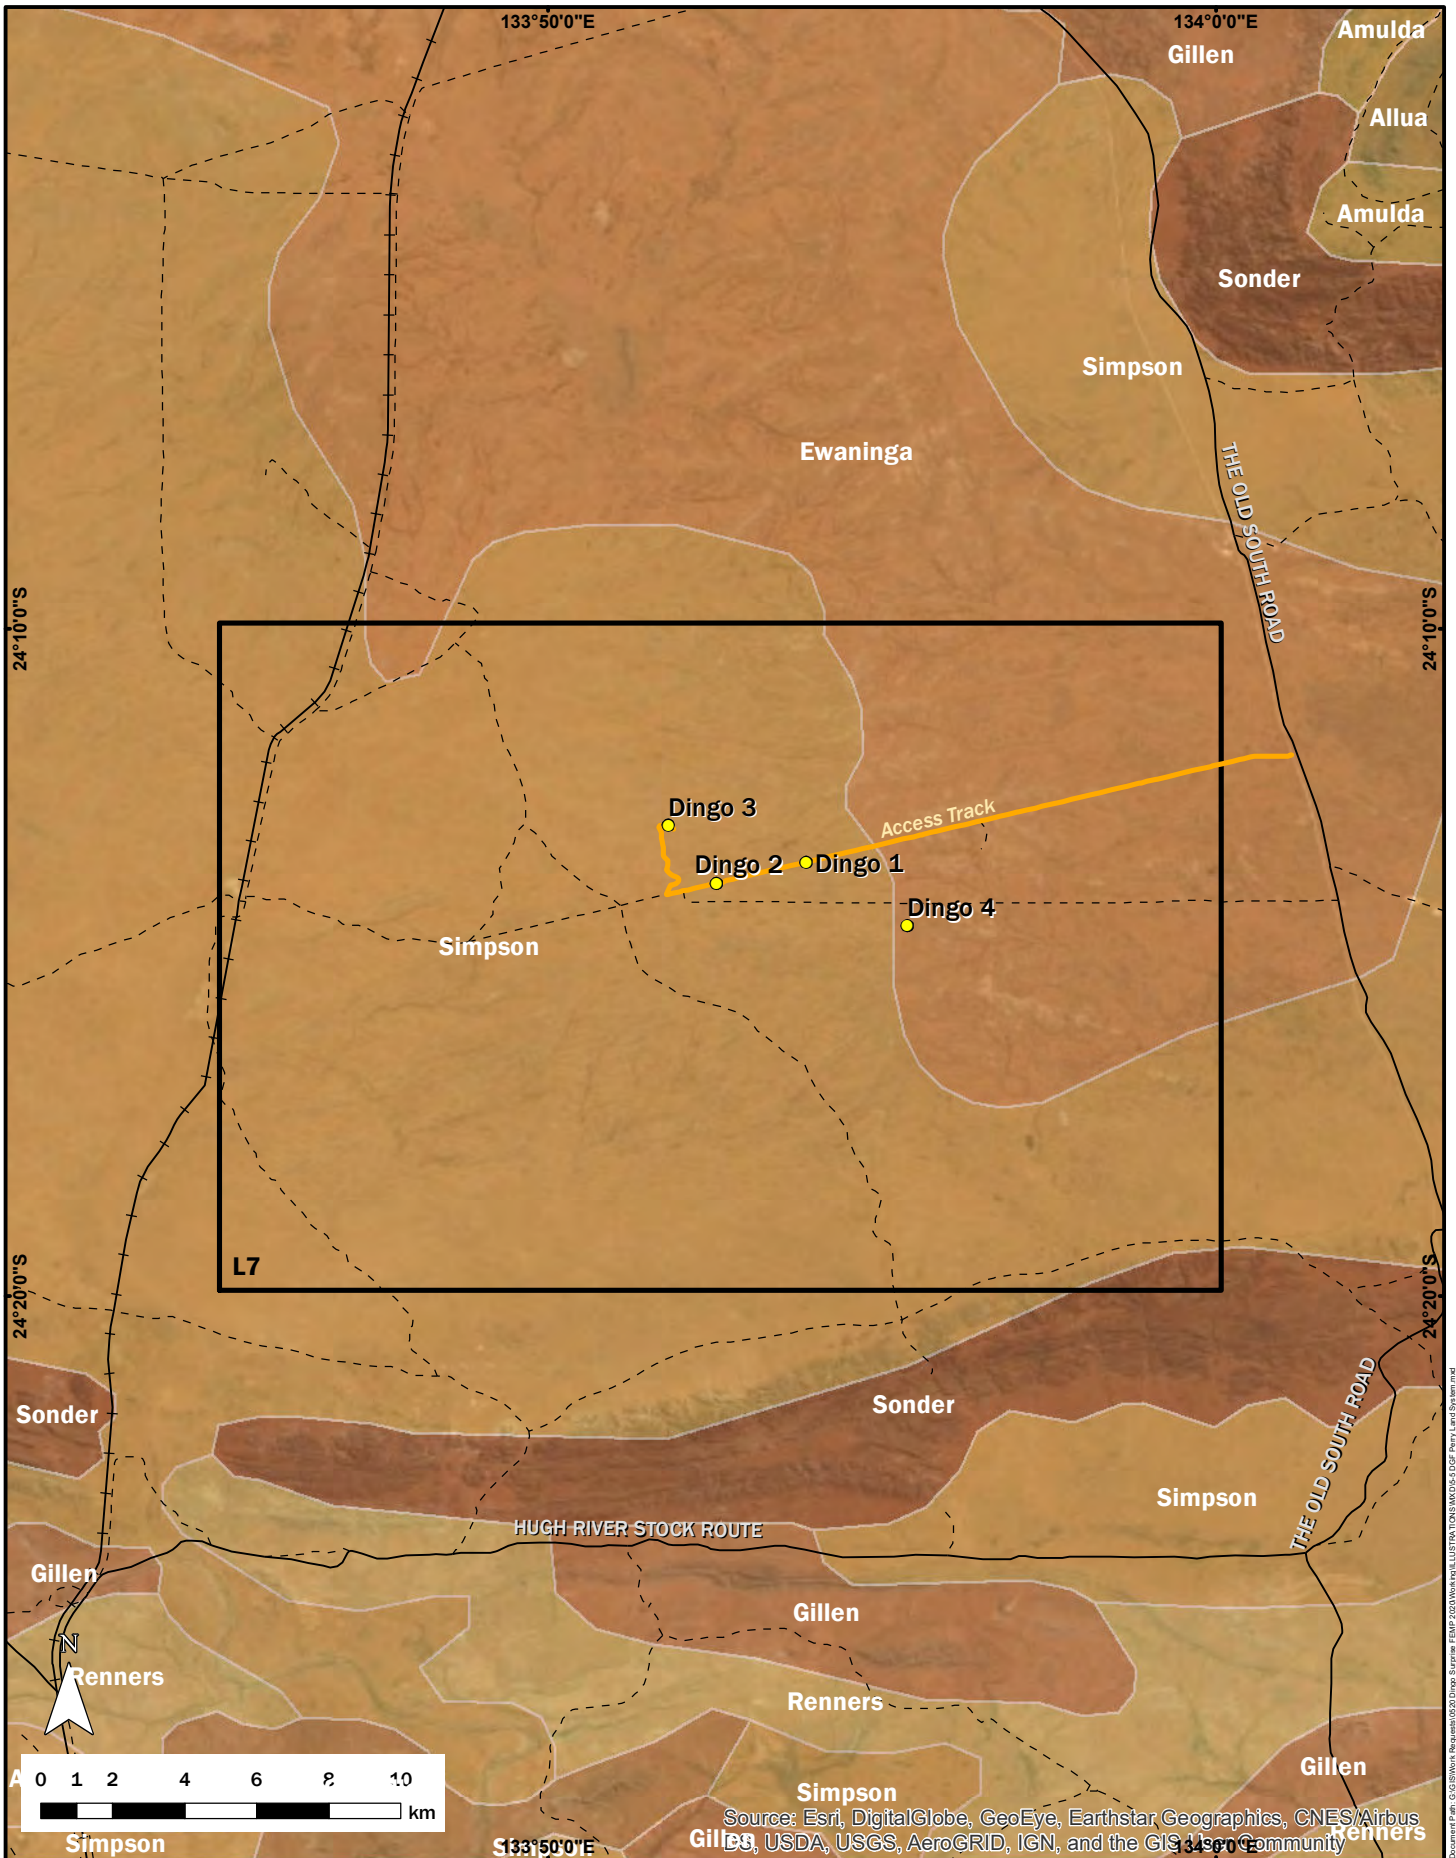 133°50'0"E
134°0'0"E
Amulda
Gillen
Allua
Amulda
Sonder
Simpson
Ewaninga
THE OLD SOUTH ROAD
24°10'0"S
24°10'0"S
Dingo 3
Access Track
Dingo 2
Dingo 1
Dingo 4
Simpson
L7
24°20'0"S
24°20'0"S
Sonder
Sonder
THE OLD SOUTH ROAD
Simpson
HUGH RIVER STOCK ROUTE
Gillen
Gillen
N
Renners
Renners
Gillen
0 1 2 4 6 8 10
km
Simpson
Source: Esri, DigitalGlobe, GeoEye, Earthstar Geographics, CNES/Airbus
DS, USDA, USGS, AeroGRID, IGN, and the GIS User Community
Simpson
Simpson
133°50'0"E
Gillen
134°0'0"E
Renners